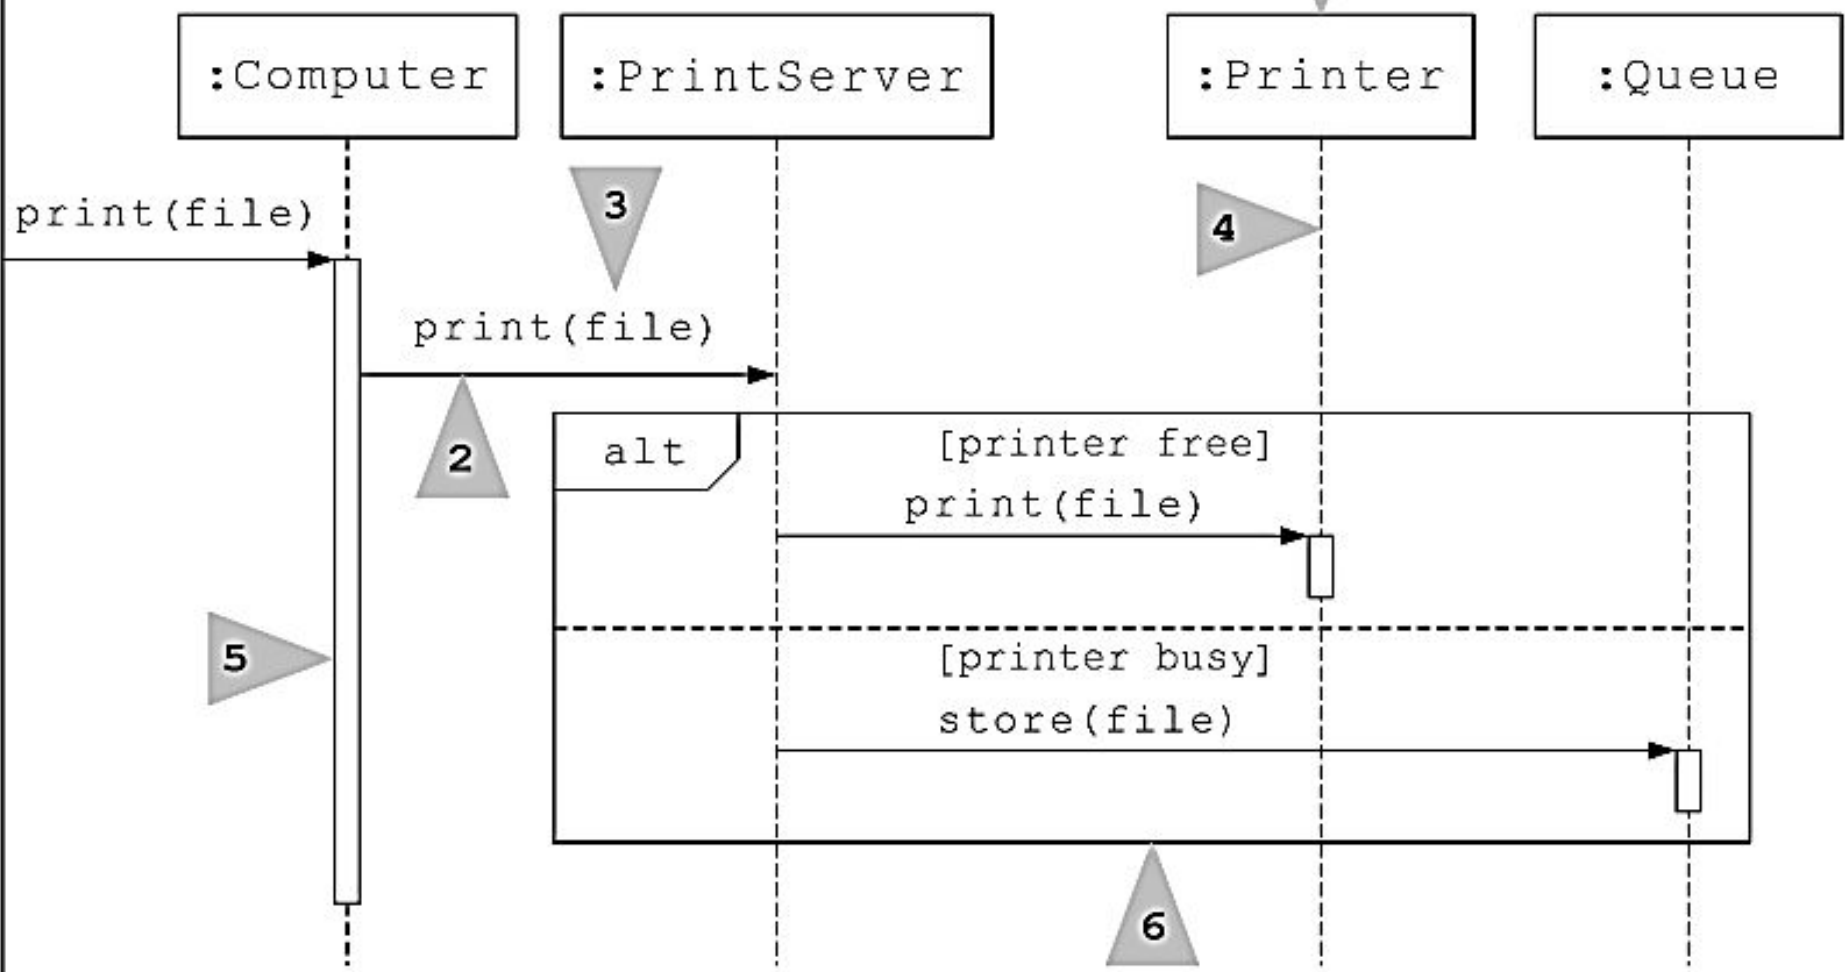 :Computer
:PrintServer
:Printer
:Queue
print(file)
3
4
print(file)
2
alt
[printer free]
print(file)
5
[printer busy]
store(file)
6